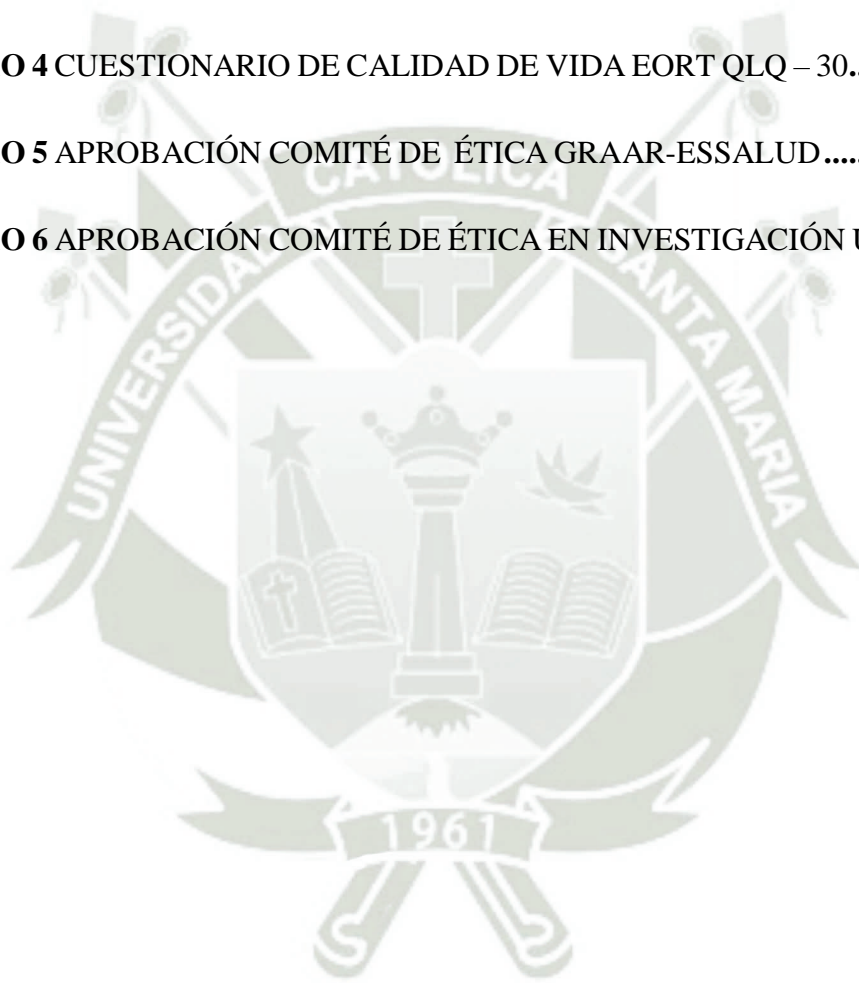 O 4 CUESTIONARIO DE CALIDAD DE VIDA EORT QLQ – 30..
O 5 APROBACIÓN COMITÉ DE ÉTICA GRAAR-ESSALUD.....
O 6 APROBACIÓN COMITÉ DE ÉTICA EN INVESTIGACIÓN U
UNIVERSIDAD CATOLICA SANTA MARIA
1961